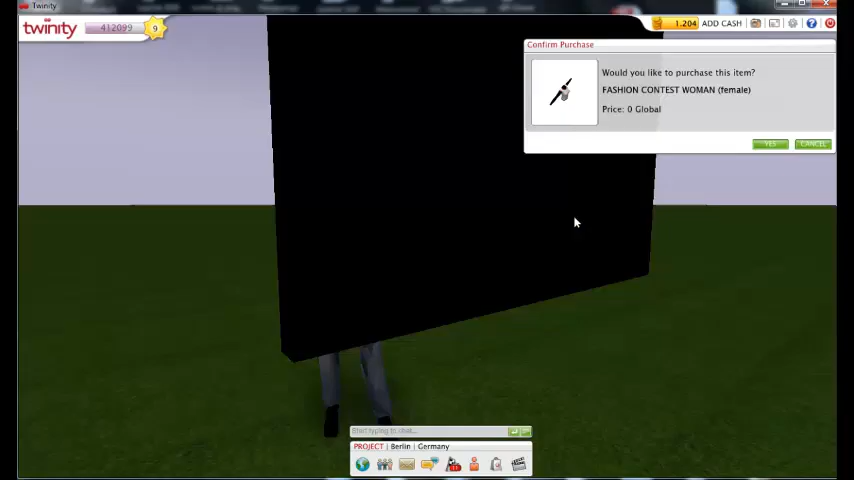 Twinity
twinity
412099
9
1.204
ADD CASH
Confirm Purchase
Would you like to purchase this item?
FASHION CONTEST WOMAN (female)
Price: 0 Global
YES
CANCEL
Start typing to chat...
PROJECT | Berlin | Germany